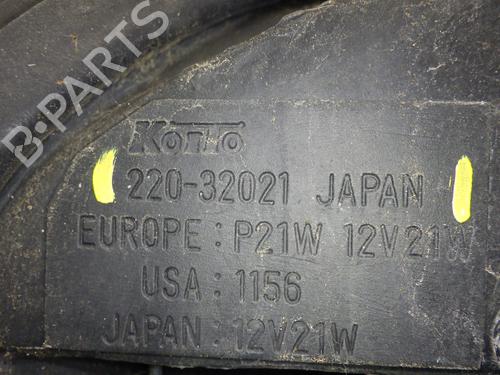 B-PARTS
Koito
220-32021 JAPAN
EUROPE : P21W 12V21W
USA : 1156
JAPAN : 12V21W